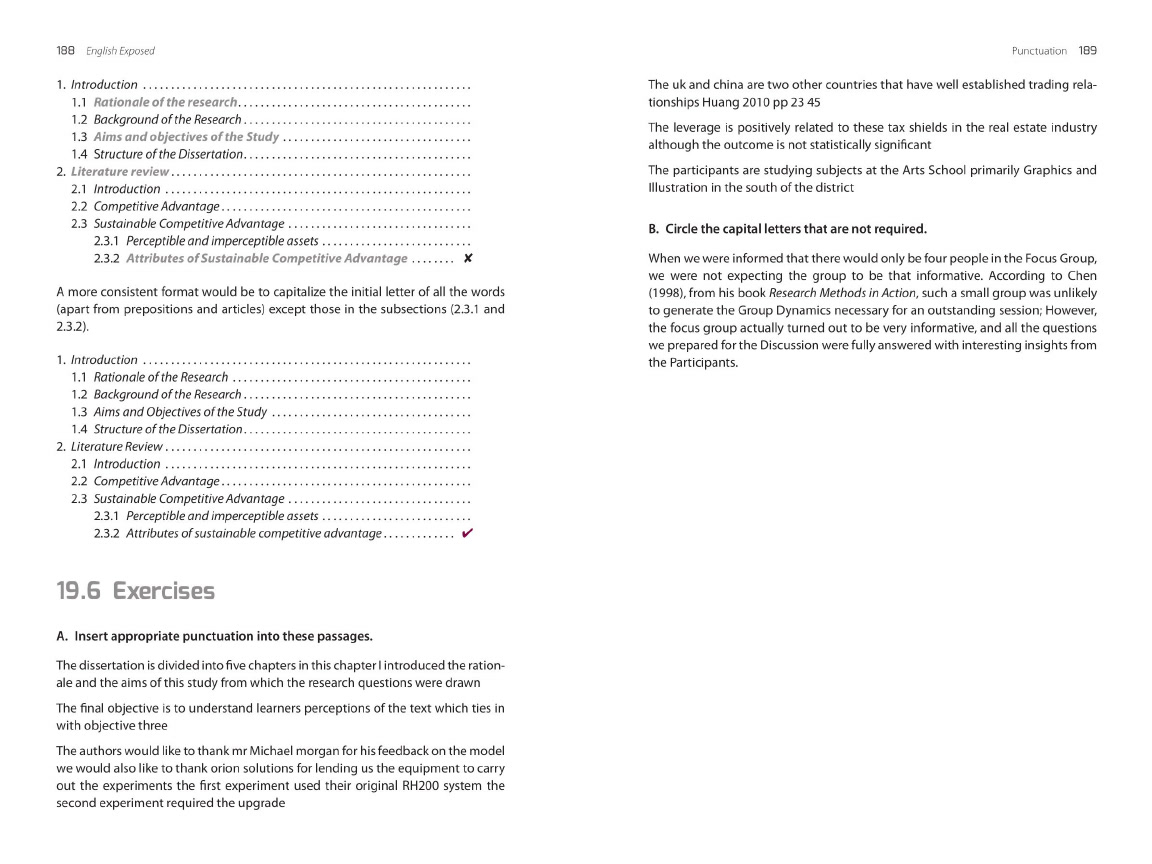 188 English Exposed
1. Introduction ..........................................................
1.1 Rationale of the research.........................................
1.2 Background of the Research........................................
1.3 Aims and objectives of the Study ..................................
1.4 Structure of the Dissertation........................................
2. Literature review.....................................................
2.1 Introduction ......................................................
2.2 Competitive Advantage............................................
2.3 Sustainable Competitive Advantage ................................
2.3.1 Perceptible and imperceptible assets ..........................
2.3.2 Attributes of Sustainable Competitive Advantage ........ ✘
A more consistent format would be to capitalize the initial letter of all the words
(apart from prepositions and articles) except those in the subsections (2.3.1 and
2.3.2).
1. Introduction ..........................................................
1.1 Rationale of the Research ..........................................
1.2 Background of the Research........................................
1.3 Aims and Objectives of the Study ...................................
1.4 Structure of the Dissertation........................................
2. Literature Review......................................................
2.1 Introduction ......................................................
2.2 Competitive Advantage............................................
2.3 Sustainable Competitive Advantage ................................
2.3.1 Perceptible and imperceptible assets ..........................
2.3.2 Attributes of sustainable competitive advantage............. ✔
19.6 Exercises
A. Insert appropriate punctuation into these passages.
The dissertation is divided into five chapters in this chapter I introduced the ration-
ale and the aims of this study from which the research questions were drawn
The final objective is to understand learners perceptions of the text which ties in
with objective three
The authors would like to thank mr Michael morgan for his feedback on the model
we would also like to thank orion solutions for lending us the equipment to carry
out the experiments the first experiment used their original RH200 system the
second experiment required the upgrade
Punctuation 189
The uk and china are two other countries that have well established trading rela-
tionships Huang 2010 pp 23 45
The leverage is positively related to these tax shields in the real estate industry
although the outcome is not statistically significant
The participants are studying subjects at the Arts School primarily Graphics and
Illustration in the south of the district
B. Circle the capital letters that are not required.
When we were informed that there would only be four people in the Focus Group,
we were not expecting the group to be that informative. According to Chen
(1998), from his book Research Methods in Action, such a small group was unlikely
to generate the Group Dynamics necessary for an outstanding session; However,
the focus group actually turned out to be very informative, and all the questions
we prepared for the Discussion were fully answered with interesting insights from
the Participants.